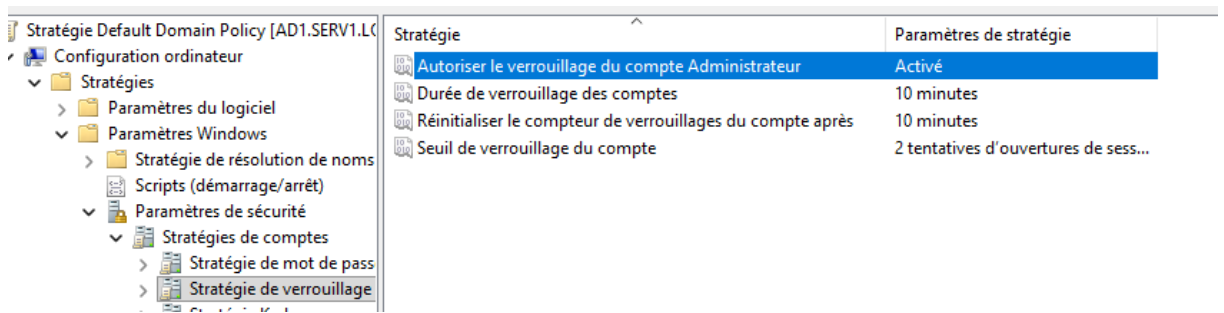 Stratégie Default Domain Policy [AD1.SERV1.LO
Configuration ordinateur
Stratégies
Paramètres du logiciel
Paramètres Windows
Stratégie de résolution de noms
Scripts (démarrage/arrêt)
Paramètres de sécurité
Stratégies de comptes
Stratégie de mot de pass
Stratégie de verrouillage
Stratégie Paramètres de stratégie
Autoriser le verrouillage du compte Administrateur Activé
Durée de verrouillage des comptes 10 minutes
Réinitialiser le compteur de verrouillages du compte après 10 minutes
Seuil de verrouillage du compte 2 tentatives d'ouvertures de sess...